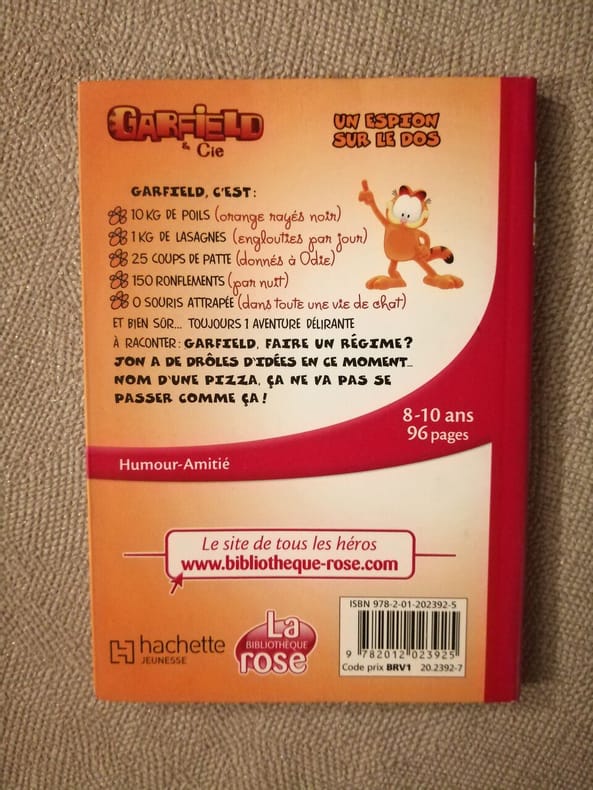 GARFIELD
& Cie
UN ESPION
SUR LE DOS
GARFIELD, C'EST :
10 KG DE POILS (orange rayés noir)
1 KG DE LASAGNES (englouties par jour)
25 COUPS DE PATTE (donnés à Odie)
150 RONFLEMENTS (par nuit)
0 SOURIS ATTRAPÉE (dans toute une vie de chat)
ET BIEN SÛR... TOUJOURS 1 AVENTURE DÉLIRANTE
À RACONTER : GARFIELD, FAIRE UN RÉGIME ?
JON A DE DRÔLES D'IDÉES EN CE MOMENT...
NOM D'UNE PIZZA, ÇA NE VA PAS SE
PASSER COMME ÇA !
8-10 ans
96 pages
Humour-Amitié
Le site de tous les héros
www.bibliotheque-rose.com
hachette
JEUNESSE
La
BIBLIOTHÈQUE
rose
ISBN 978-2-01-202392-5
9 782012 023925
Code prix BRV1 20.2392-7